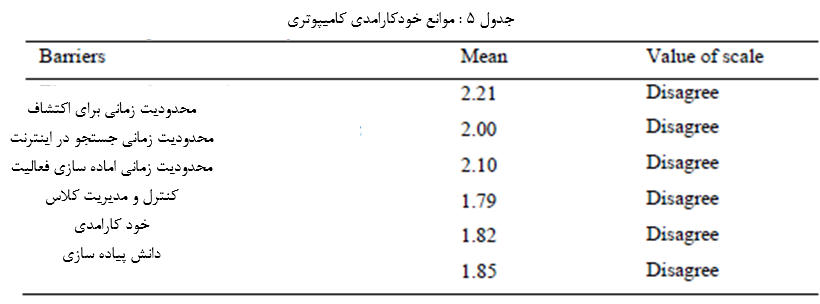 جدول ۵ : موانع خودکارامدی کامیپوتری
Barriers Mean Value of scale
محدودیت زمانی برای اکتشاف 2.21 Disagree
محدودیت زمانی جستجو در اینترنت 2.00 Disagree
محدودیت زمانی اماده سازی فعالیت 2.10 Disagree
کنترل و مدیریت کلاس 1.79 Disagree
خود کارامدی 1.82 Disagree
دانش پیاده سازی 1.85 Disagree